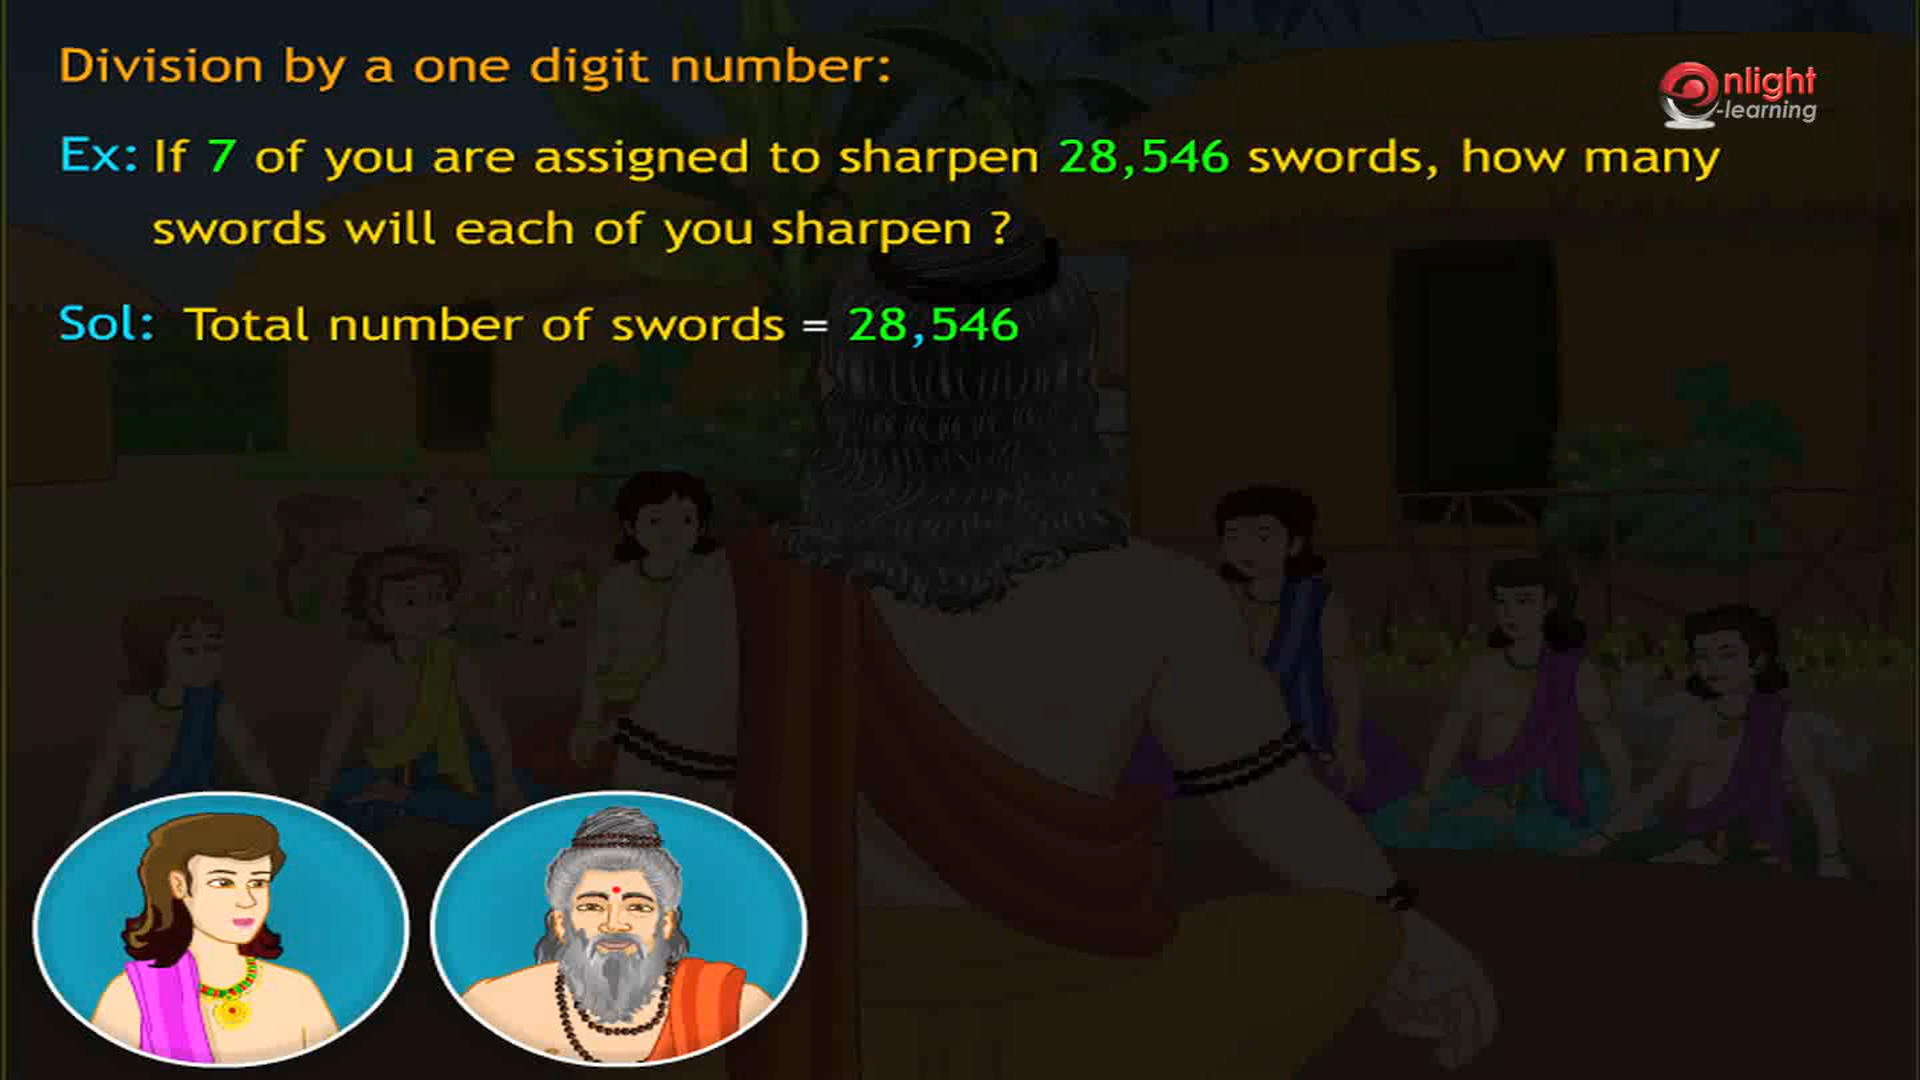 Division by a one digit number:
nlight
-learning
Ex: If 7 of you are assigned to sharpen 28,546 swords, how many
swords will each of you sharpen ?
Sol: Total number of swords = 28,546